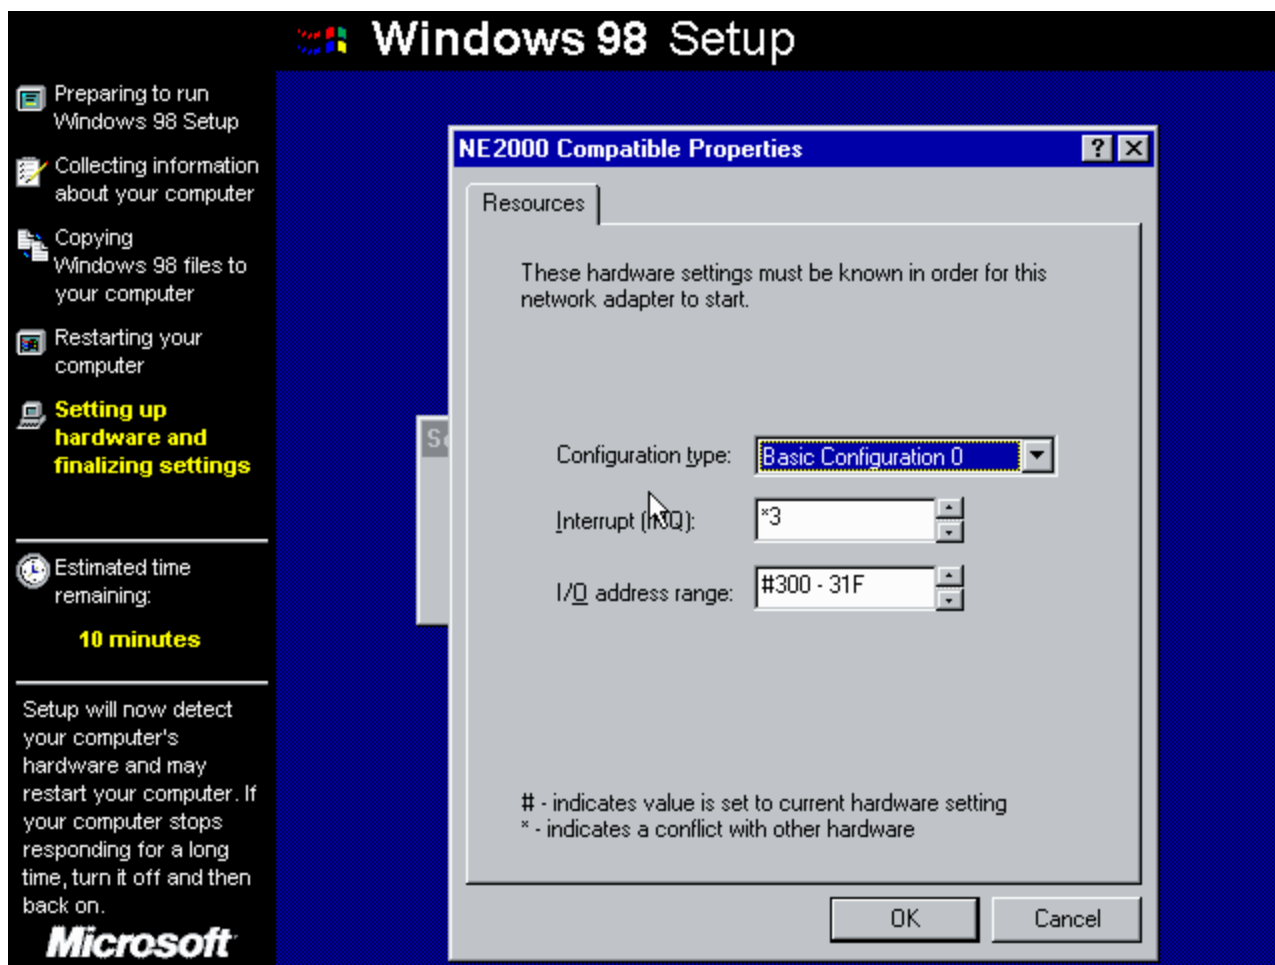 Windows 98 Setup
Preparing to run
Windows 98 Setup
Collecting information
about your computer
Copying
Windows 98 files to
your computer
Restarting your
computer
Setting up
hardware and
finalizing settings
Estimated time
remaining:
10 minutes
Setup will now detect
your computer's
hardware and may
restart your computer. If
your computer stops
responding for a long
time, turn it off and then
back on.
Microsoft
NE2000 Compatible Properties
Resources
These hardware settings must be known in order for this
network adapter to start.
Configuration type: Basic Configuration 0
Interrupt (IRQ): *3
I/O address range: #300 - 31F
# - indicates value is set to current hardware setting
* - indicates a conflict with other hardware
OK Cancel